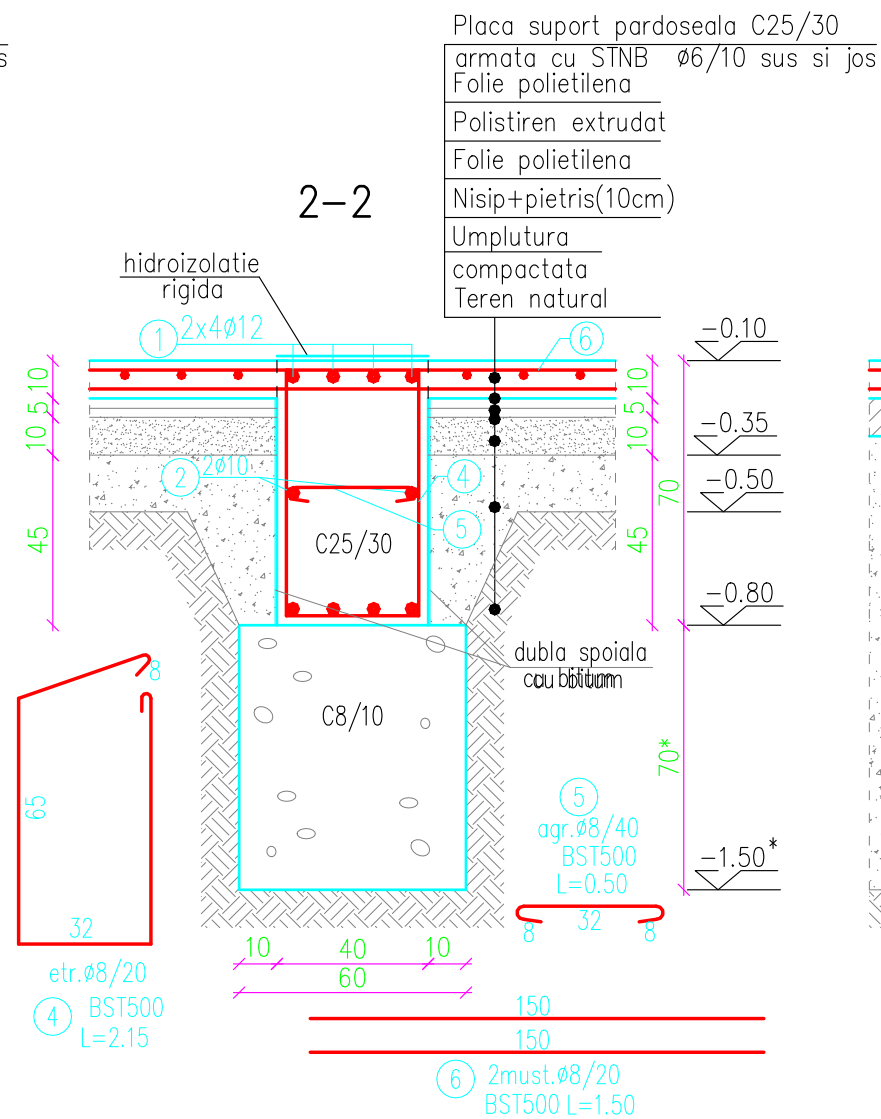 Placa suport pardoseala C25/30
armata cu STNB Ø6/10 sus si jos
Folie polietilena
Polistiren extrudat
Folie polietilena
Nisip+pietris(10cm)
Umplutura
compactata
Teren natural
s
2-2
hidroizolatie
rigida
1 2x4ø12
6
-0.10
10
5
10
45
10
5
10
45
-0.35
70
2 2ø10
4
-0.50
5
C25/30
-0.80
dubla spoiala
cu bitum
C8/10
70*
8
65
32
etr.ø8/20
4 BST500
L=2.15
5
agr.ø8/40
BST500
L=0.50
8 32 8
-1.50*
10 40 10
60
150
150
6 2must.ø8/20
BST500 L=1.50